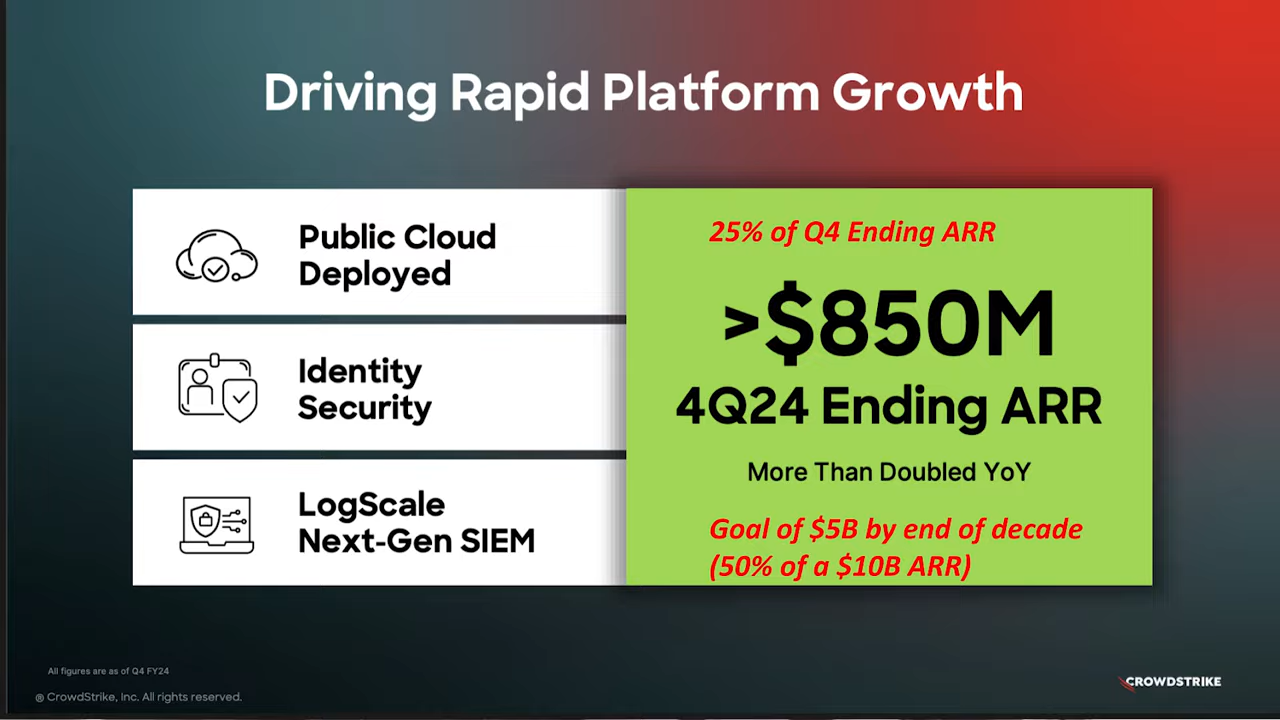 Driving Rapid Platform Growth
Public Cloud
Deployed
Identity
Security
LogScale
Next-Gen SIEM
25% of Q4 Ending ARR
>$850M
4Q24 Ending ARR
More Than Doubled YoY
Goal of $5B by end of decade
(50% of a $10B ARR)
All figures are as of Q4 FY24
® CrowdStrike, Inc. All rights reserved.
CROWDSTRIKE